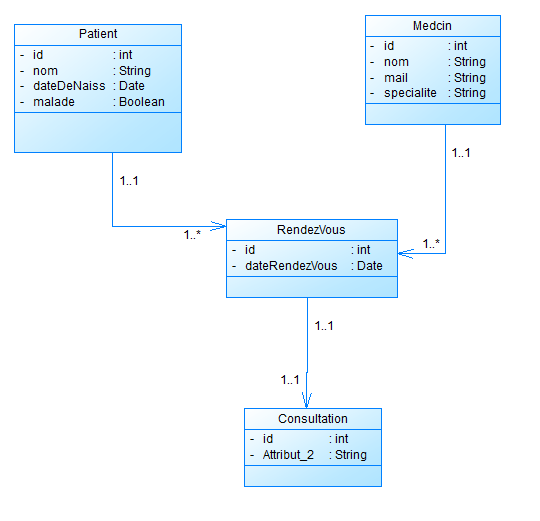 Patient
- id : int
- nom : String
- dateDeNaiss : Date
- malade : Boolean
Medcin
- id : int
- nom : String
- mail : String
- specialite : String
1..1
1..1
1..*
1..*
RendezVous
- id : int
- dateRendezVous : Date
1..1
1..1
Consultation
- id : int
- Attribut_2 : String